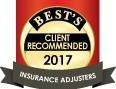 BEST'S
CLIENT
RECOMMENDED
2017
INSURANCE ADJUSTERS